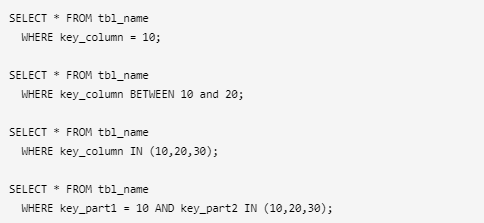 SELECT * FROM tbl_name
WHERE key_column = 10;
SELECT * FROM tbl_name
WHERE key_column BETWEEN 10 and 20;
SELECT * FROM tbl_name
WHERE key_column IN (10,20,30);
SELECT * FROM tbl_name
WHERE key_part1 = 10 AND key_part2 IN (10,20,30);